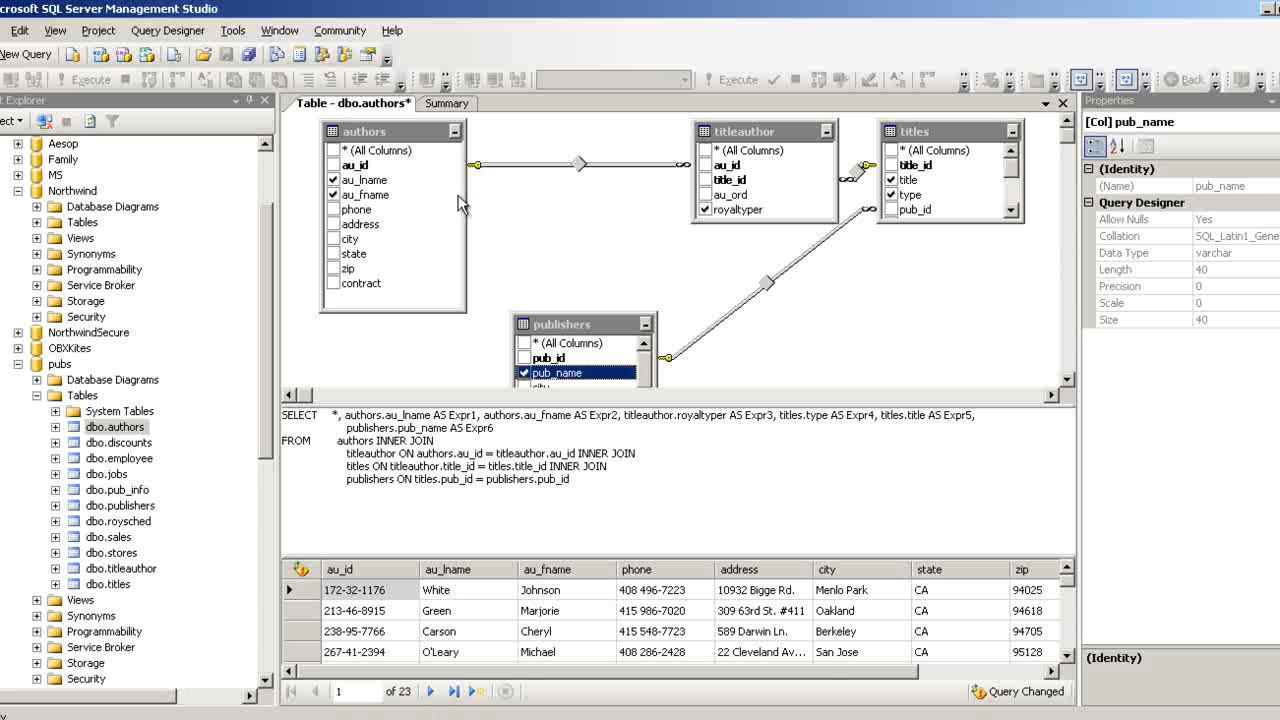 crosoft SQL Server Management Studio
Edit View Project Query Designer Tools Window Community Help
New Query
Execute Execute Back
t Explorer
ect
Aesop
Family
MS
Northwind
Database Diagrams
Tables
Views
Synonyms
Programmability
Service Broker
Storage
Security
NorthwindSecure
OBXKites
pubs
Database Diagrams
Tables
System Tables
dbo.authors
dbo.discounts
dbo.employee
dbo.jobs
dbo.pub_info
dbo.publishers
dbo.roysched
dbo.sales
dbo.stores
dbo.titleauthor
dbo.titles
Views
Synonyms
Programmability
Service Broker
Storage
Security
Table - dbo.authors* Summary
authors
* (All Columns)
au_id
au_lname
au_fname
phone
address
city
state
zip
contract
titleauthor
* (All Columns)
au_id
title_id
au_ord
royaltyper
titles
* (All Columns)
title_id
title
type
pub_id
publishers
* (All Columns)
pub_id
pub_name
city
SELECT *, authors.au_lname AS Expr1, authors.au_fname AS Expr2, titleauthor.royaltyper AS Expr3, titles.type AS Expr4, titles.title AS Expr5,
publishers.pub_name AS Expr6
FROM authors INNER JOIN
titleauthor ON authors.au_id = titleauthor.au_id INNER JOIN
titles ON titleauthor.title_id = titles.title_id INNER JOIN
publishers ON titles.pub_id = publishers.pub_id
au_id au_lname au_fname phone address city state zip
172-32-1176 White Johnson 408 496-7223 10932 Bigge Rd. Menlo Park CA 94025
213-46-8915 Green Marjorie 415 986-7020 309 63rd St. #411 Oakland CA 94618
238-95-7766 Carson Cheryl 415 548-7723 589 Darwin Ln. Berkeley CA 94705
267-41-2394 O'Leary Michael 408 286-2428 22 Cleveland Av... San Jose CA 95128
1 of 23 Query Changed
Properties
[Col] pub_name
(Identity)
(Name) pub_name
Query Designer
Allow Nulls Yes
Collation SQL_Latin1_Gene
Data Type varchar
Length 40
Precision 0
Scale 0
Size 40
(Identity)